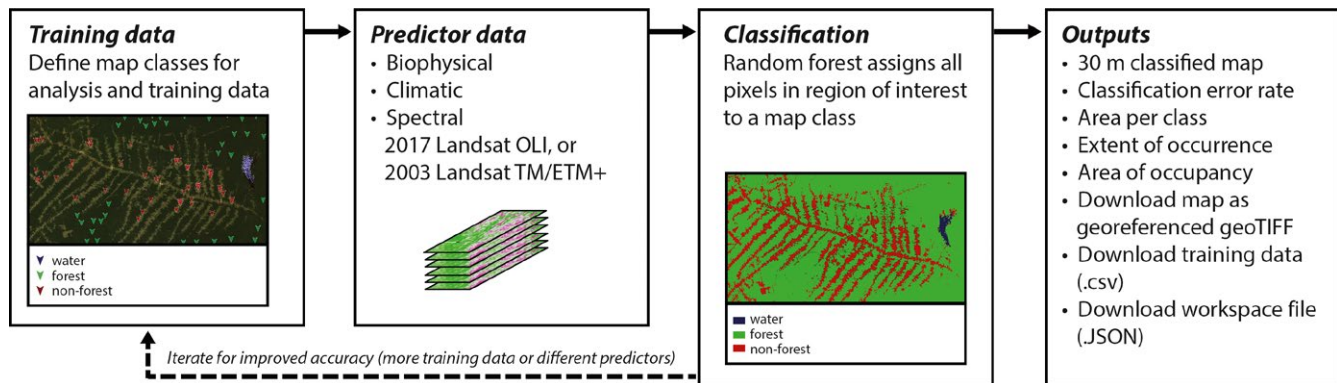 Training data
Define map classes for
analysis and training data
water
forest
non-forest
Predictor data
• Biophysical
• Climatic
• Spectral
2017 Landsat OLI, or
2003 Landsat TM/ETM+
Classification
Random forest assigns all
pixels in region of interest
to a map class
water
forest
non-forest
Outputs
• 30 m classified map
• Classification error rate
• Area per class
• Extent of occurrence
• Area of occupancy
• Download map as
georeferenced geoTIFF
• Download training data
(.csv)
• Download workspace file
(.JSON)
Iterate for improved accuracy (more training data or different predictors)